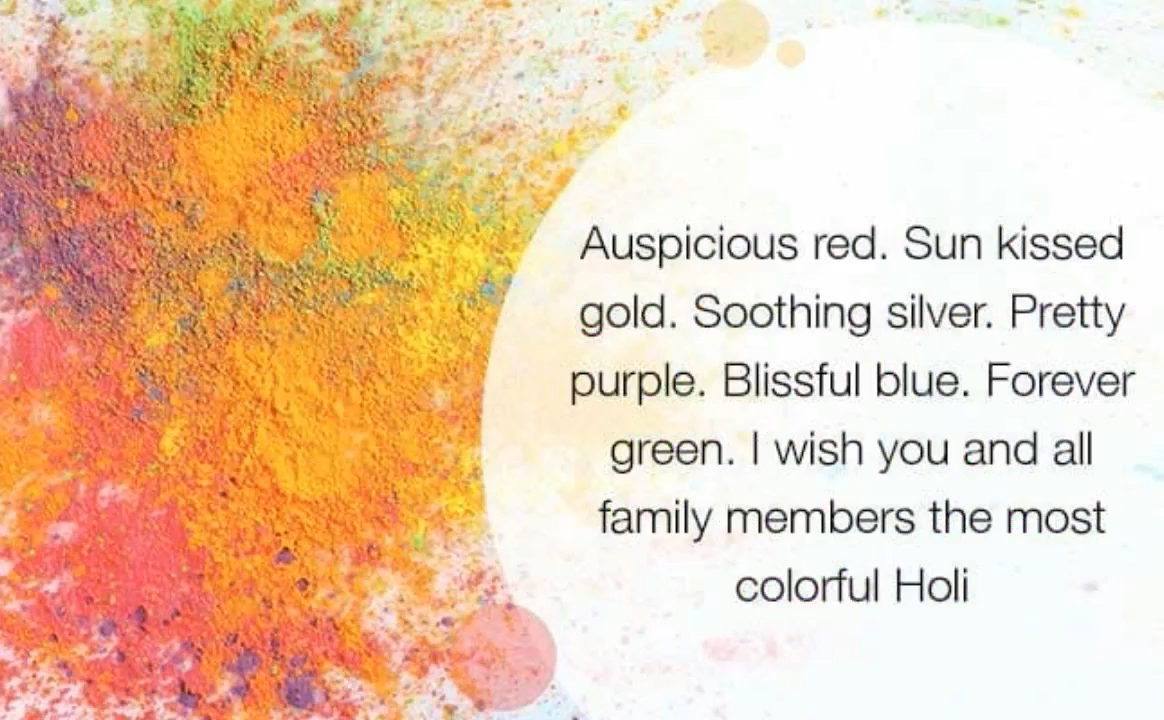 Auspicious red. Sun kissed
gold. Soothing silver. Pretty
purple. Blissful blue. Forever
green. I wish you and all
family members the most
colorful Holi